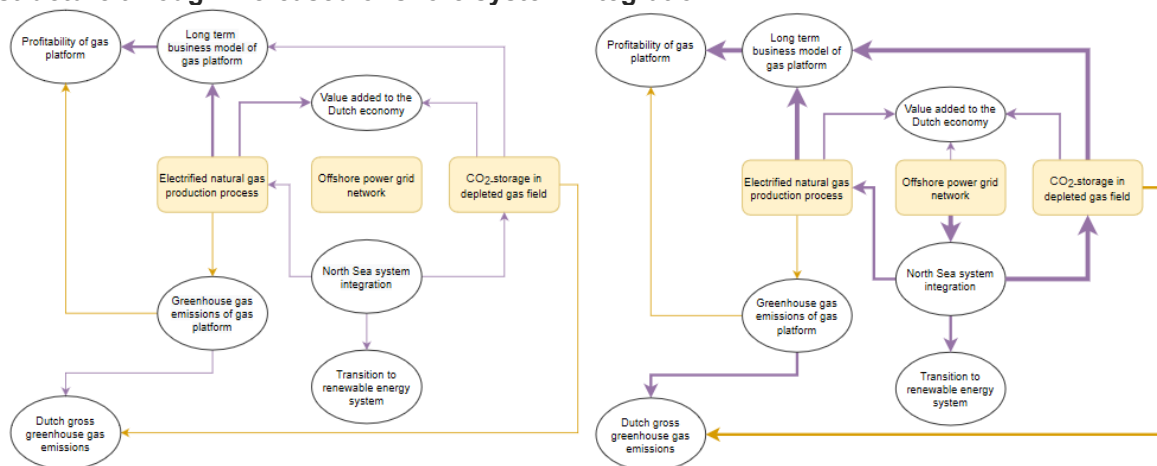 Profitability of gas
platform
Long term
business model of
gas platform
Value added to the
Dutch economy
Electrified natural gas
production process
Offshore power grid
network
CO2-storage in
depleted gas field
North Sea system
integration
Greenhouse gas
emissions of gas
platform
Transition to
renewable energy
system
Dutch gross
greenhouse gas
emissions
Profitability of gas
platform
Long term
business model of
gas platform
Value added to the
Dutch economy
Electrified natural gas
production process
Offshore power grid
network
CO2-storage in
depleted gas field
North Sea system
integration
Greenhouse gas
emissions of gas
platform
Transition to
renewable energy
system
Dutch gross
greenhouse gas
emissions